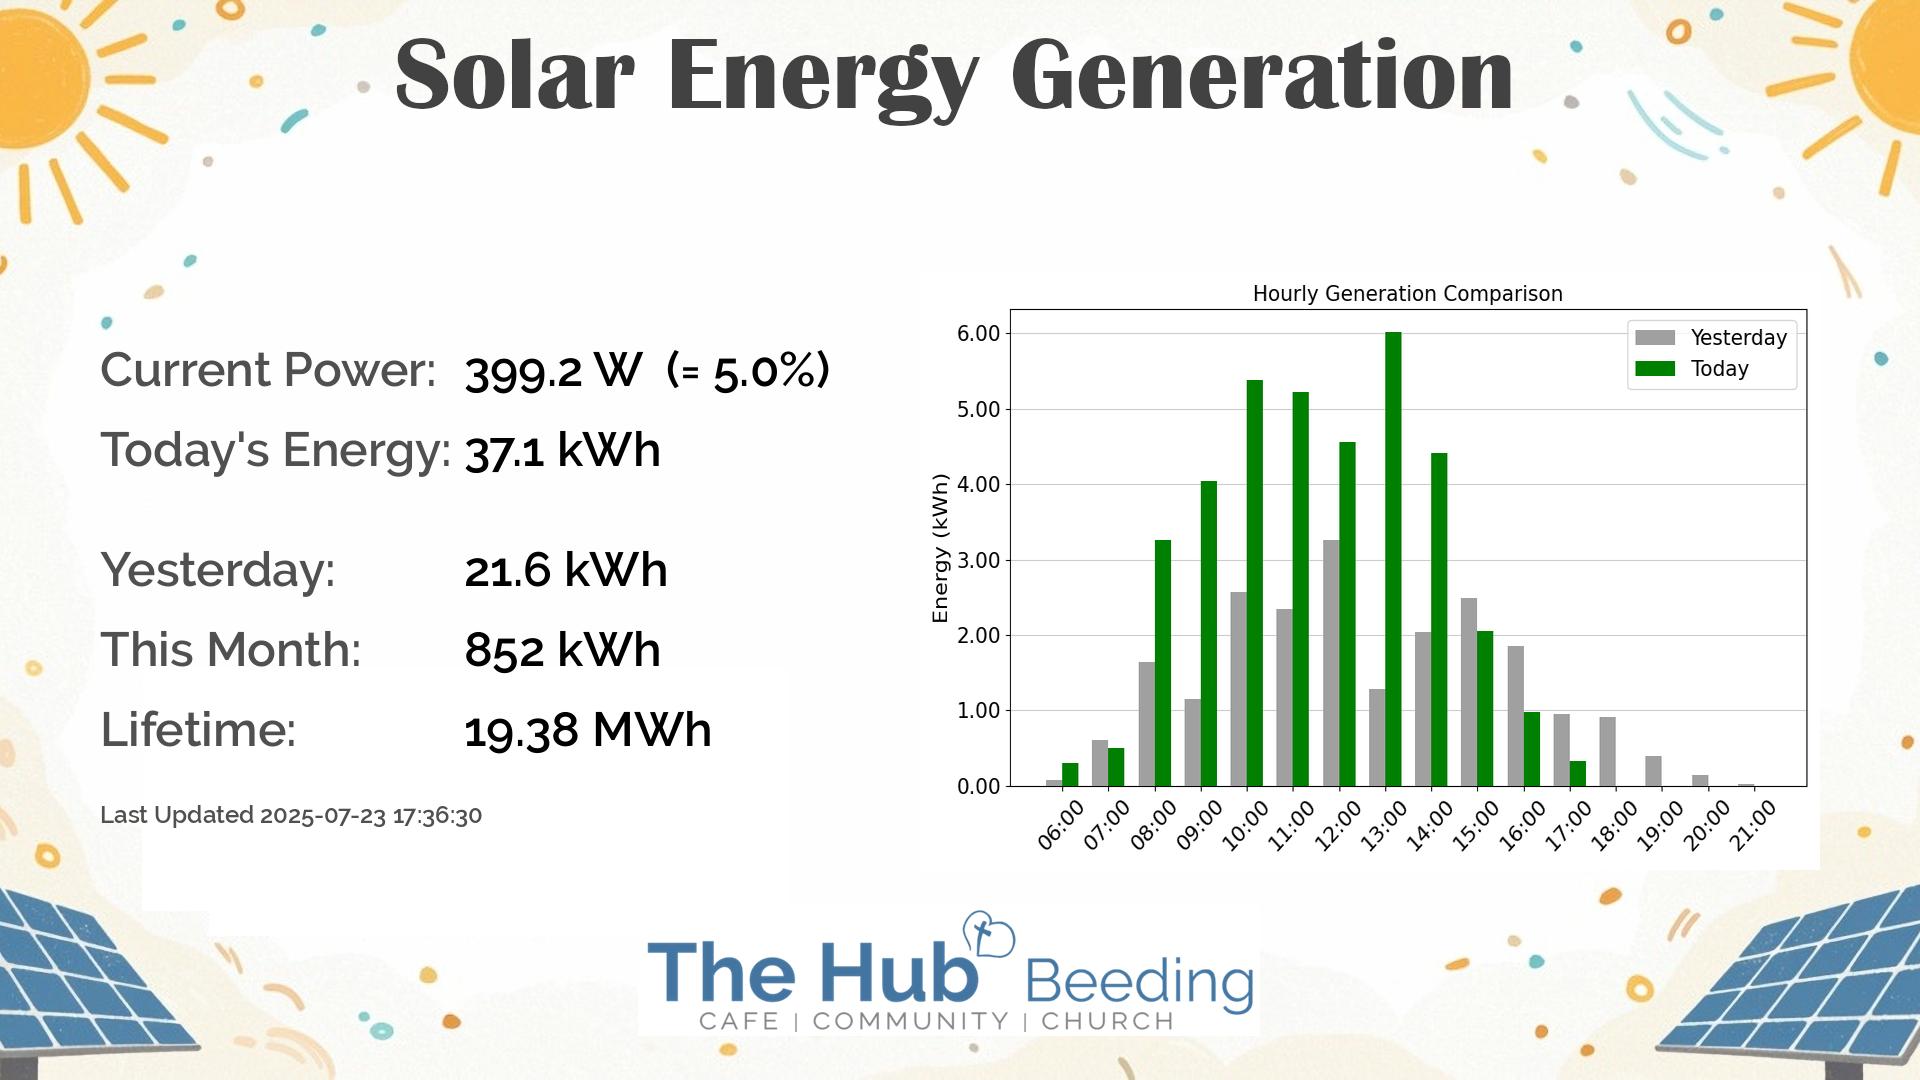 Solar Energy Generation
Current Power: 399.2 W (= 5.0%)
Today's Energy: 37.1 kWh
Yesterday: 21.6 kWh
This Month: 852 kWh
Lifetime: 19.38 MWh
Last Updated 2025-07-23 17:36:30
Hourly Generation Comparison
Yesterday
Today
Energy (kWh)
6.00
5.00
4.00
3.00
2.00
1.00
0.00
06:00 07:00 08:00 09:00 10:00 11:00 12:00 13:00 14:00 15:00 16:00 17:00 18:00 19:00 20:00 21:00
The Hub Beeding
CAFE | COMMUNITY | CHURCH